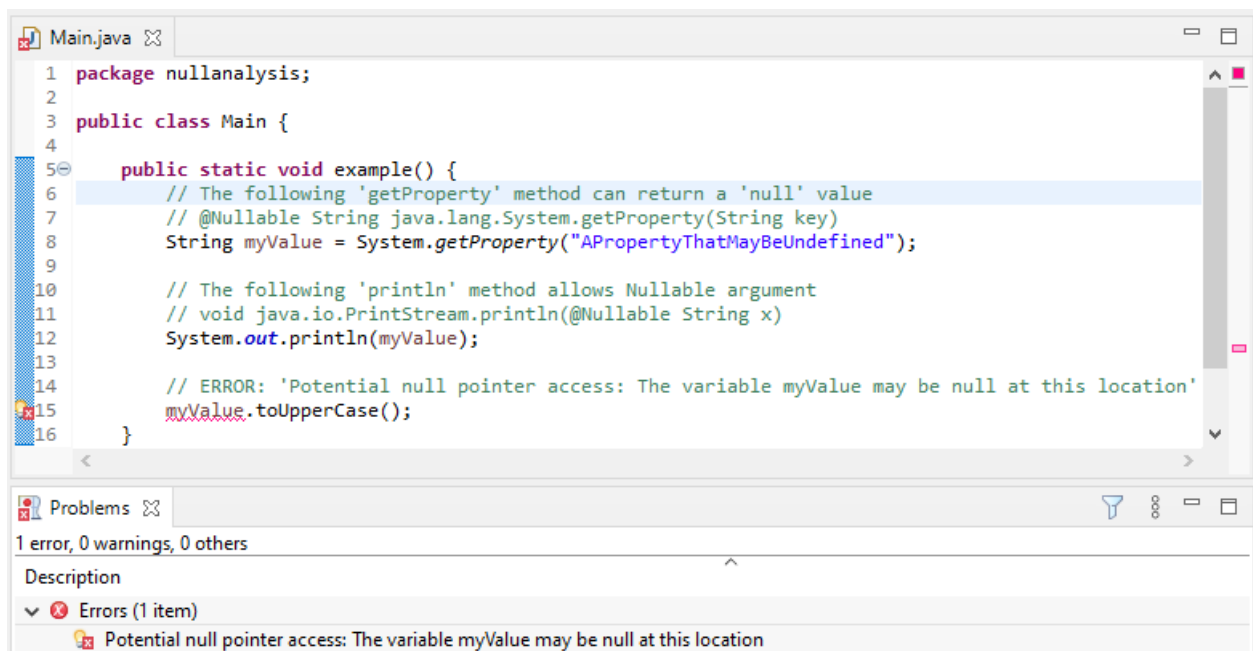 Main.java
1 package nullanalysis;
2
3 public class Main {
4
5 public static void example() {
6 // The following 'getProperty' method can return a 'null' value
7 // @Nullable String java.lang.System.getProperty(String key)
8 String myValue = System.getProperty("APropertyThatMayBeUndefined");
9
10 // The following 'println' method allows Nullable argument
11 // void java.io.PrintStream.println(@Nullable String x)
12 System.out.println(myValue);
13
14 // ERROR: 'Potential null pointer access: The variable myValue may be null at this location'
15 myValue.toUpperCase();
16 }
Problems
1 error, 0 warnings, 0 others
Description
Errors (1 item)
Potential null pointer access: The variable myValue may be null at this location